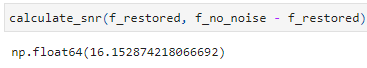 calculate_snr(f_restored, f_no_noise - f_restored)
np.float64(16.152874218066692)